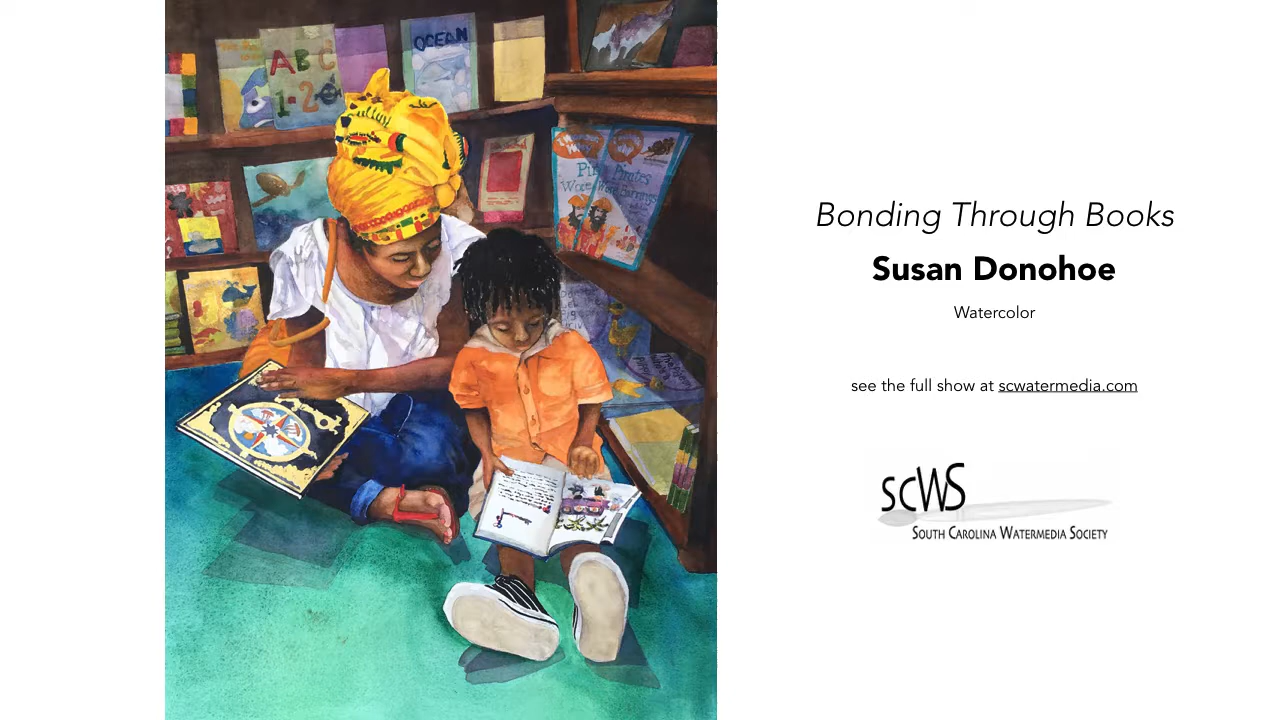 OCEAN
ABC
1-2
Pirates
Bonding Through Books
Susan Donohoe
Watercolor
see the full show at scwatermedia.com
SCWS
SOUTH CAROLINA WATERMEDIA SOCIETY